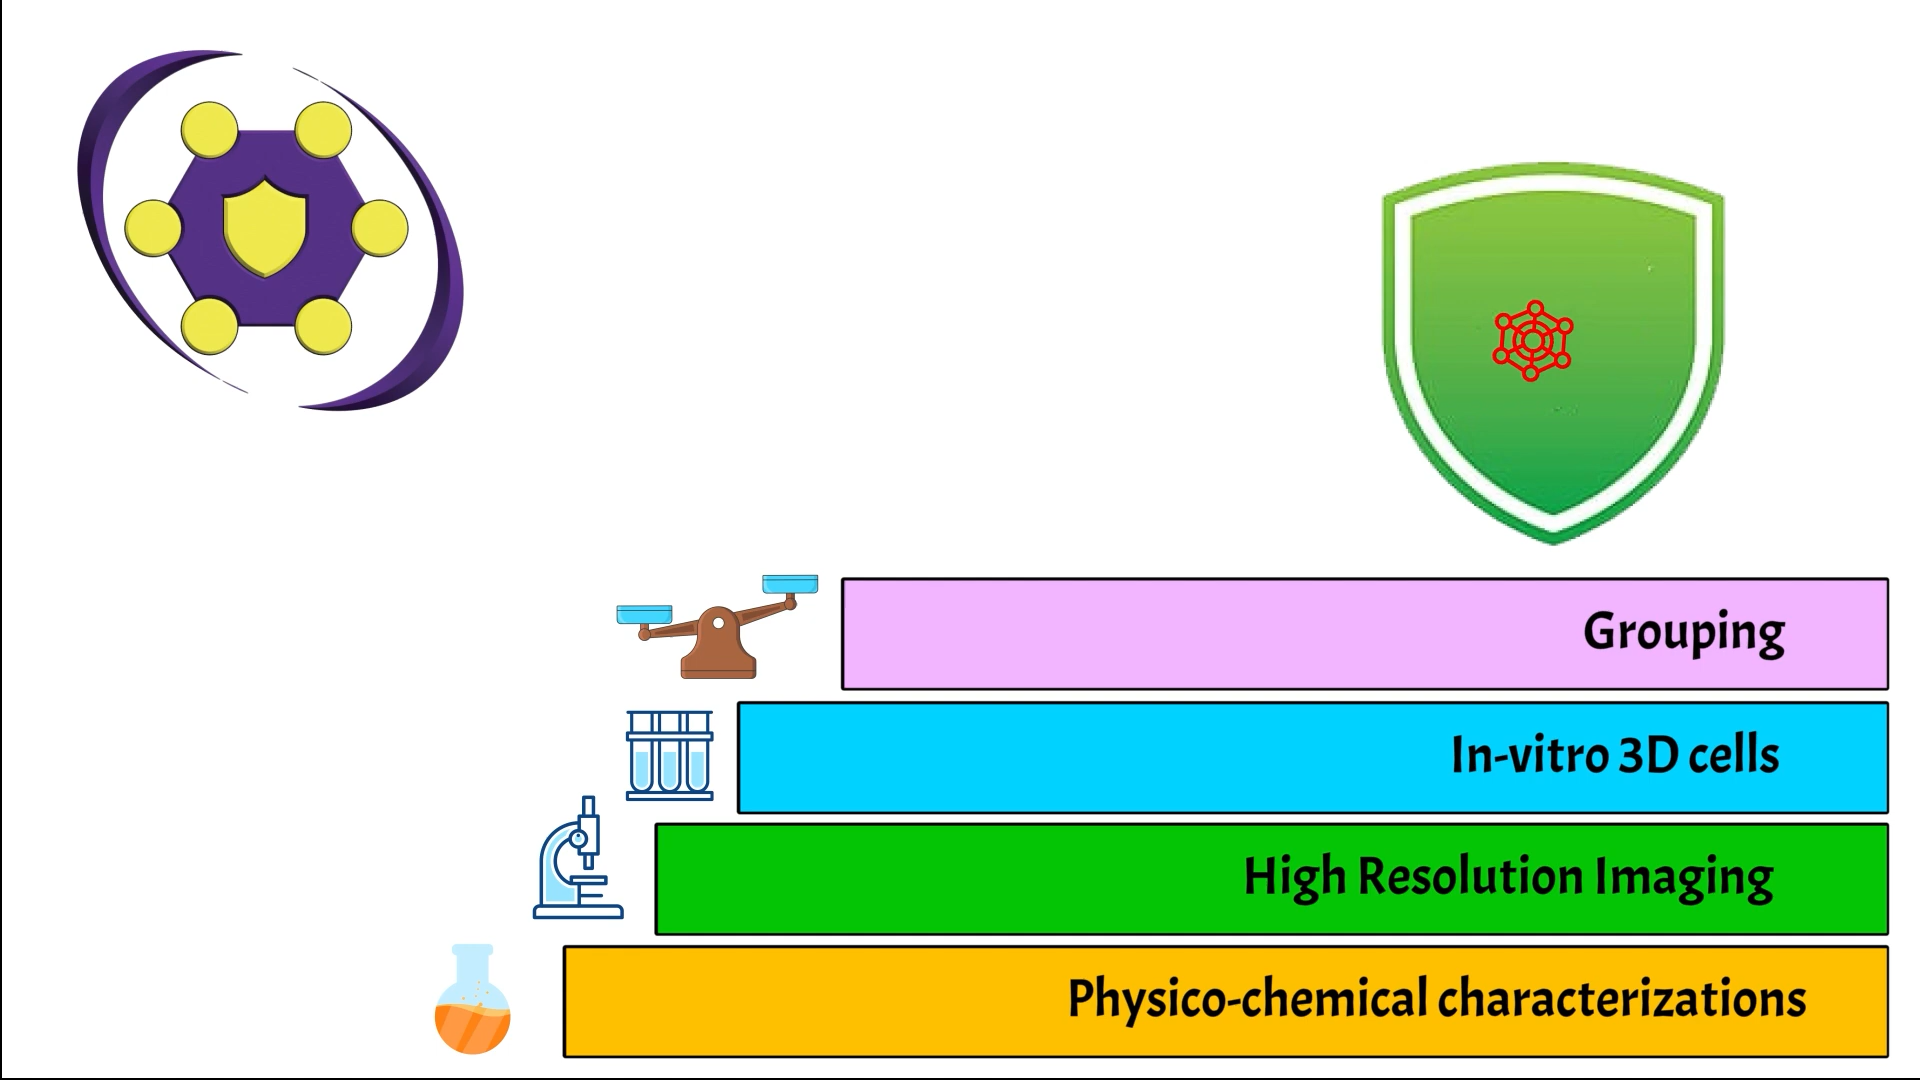 Grouping
In-vitro 3D cells
High Resolution Imaging
Physico-chemical characterizations